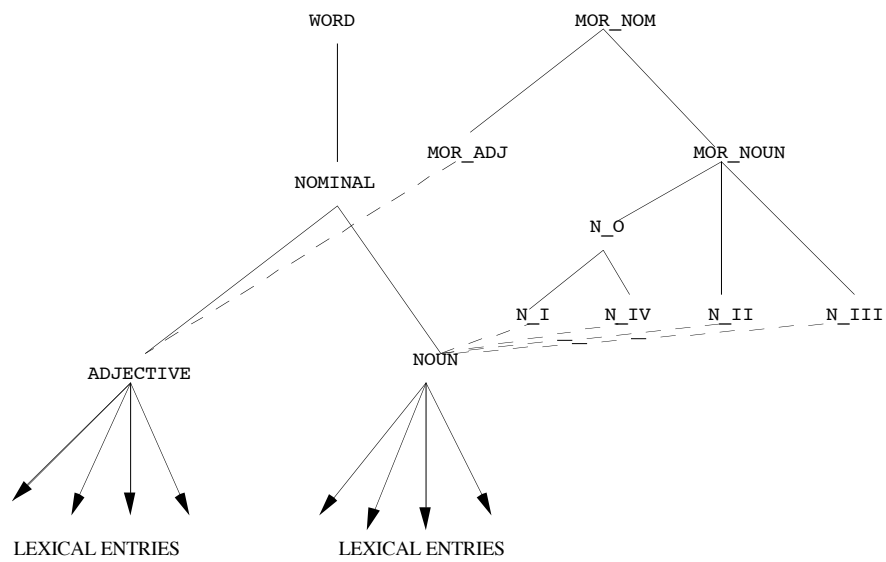 WORD MOR_NOM
MOR_ADJ MOR_NOUN
NOMINAL
N_O
N_I N_IV N_II N_III
NOUN
ADJECTIVE
LEXICAL ENTRIES LEXICAL ENTRIES